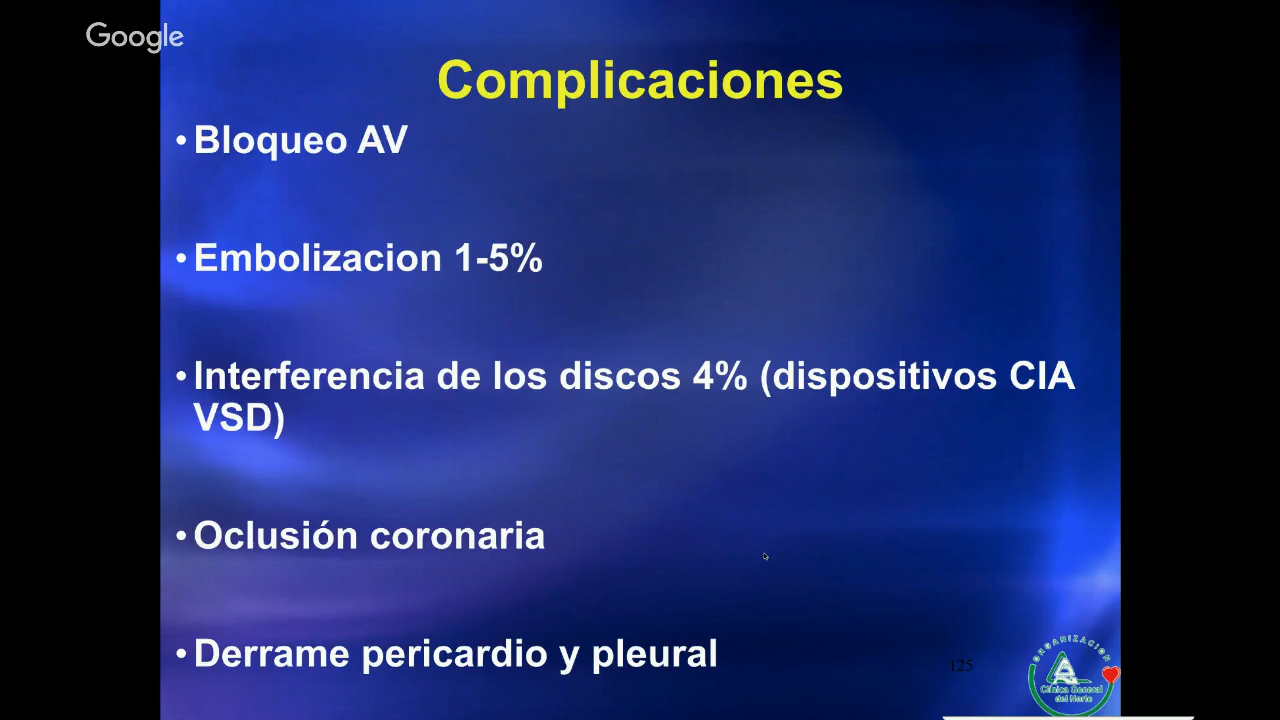 Google
Complicaciones
•Bloqueo AV
•Embolizacion 1-5%
•Interferencia de los discos 4% (dispositivos CIA
VSD)
•Oclusión coronaria
•Derrame pericardio y pleural
125
ORGANIZACION
Clínica General
del Norte